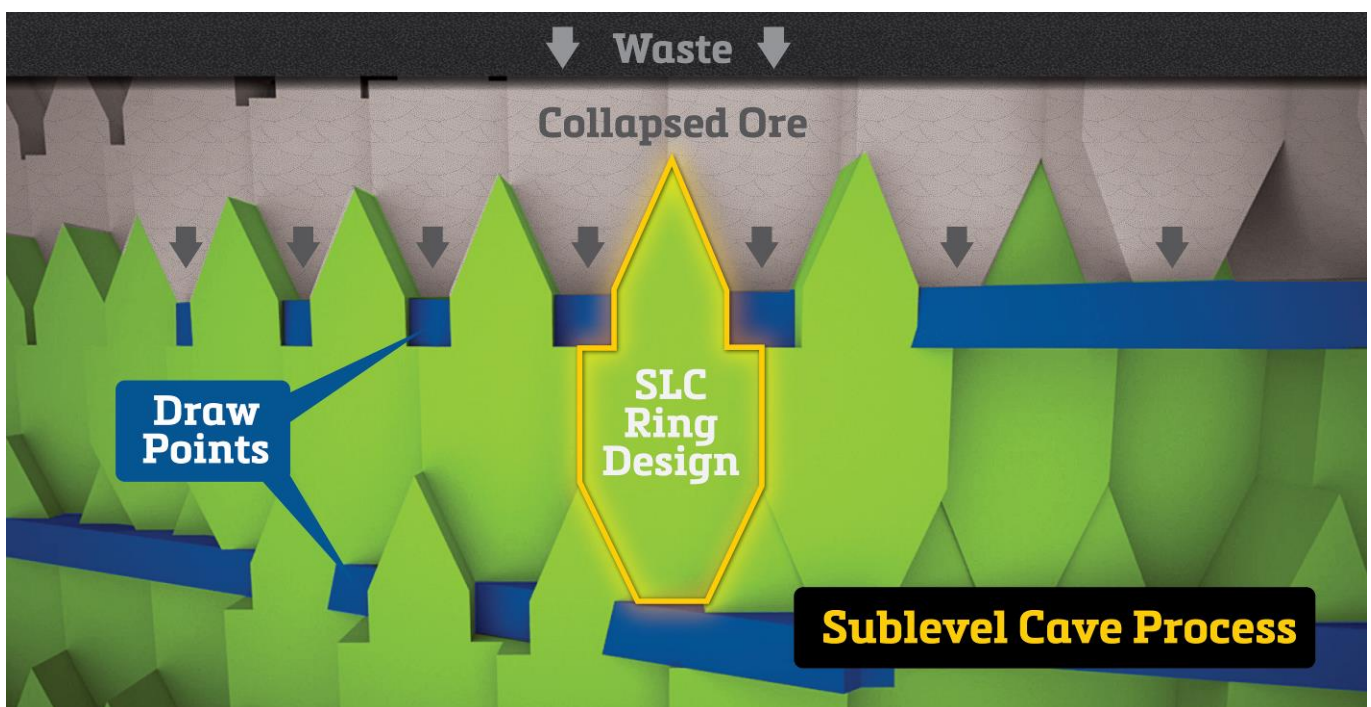 Waste
Collapsed Ore
Draw
Points
SLC
Ring
Design
Sublevel Cave Process